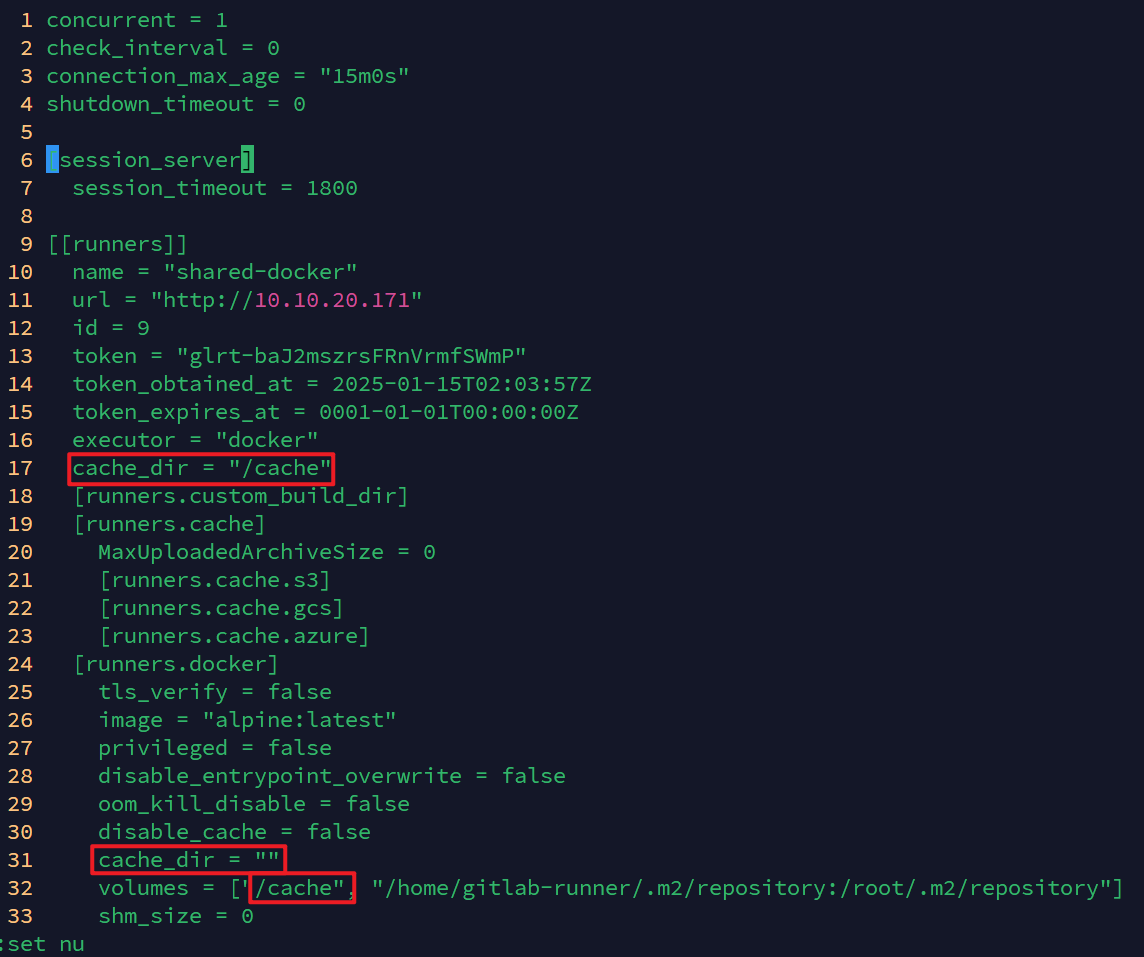 1 concurrent = 1
2 check_interval = 0
3 connection_max_age = "15m0s"
4 shutdown_timeout = 0
5
6 [session_server]
7   session_timeout = 1800
8
9 [[runners]]
10   name = "shared-docker"
11   url = "http://10.10.20.171"
12   id = 9
13   token = "glrt-baJ2mszrsFRnVrmfSWmP"
14   token_obtained_at = 2025-01-15T02:03:57Z
15   token_expires_at = 0001-01-01T00:00:00Z
16   executor = "docker"
17   cache_dir = "/cache"
18   [runners.custom_build_dir]
19   [runners.cache]
20     MaxUploadedArchiveSize = 0
21     [runners.cache.s3]
22     [runners.cache.gcs]
23     [runners.cache.azure]
24   [runners.docker]
25     tls_verify = false
26     image = "alpine:latest"
27     privileged = false
28     disable_entrypoint_overwrite = false
29     oom_kill_disable = false
30     disable_cache = false
31     cache_dir = ""
32     volumes = ["/cache", "/home/gitlab-runner/.m2/repository:/root/.m2/repository"]
33     shm_size = 0
:set nu